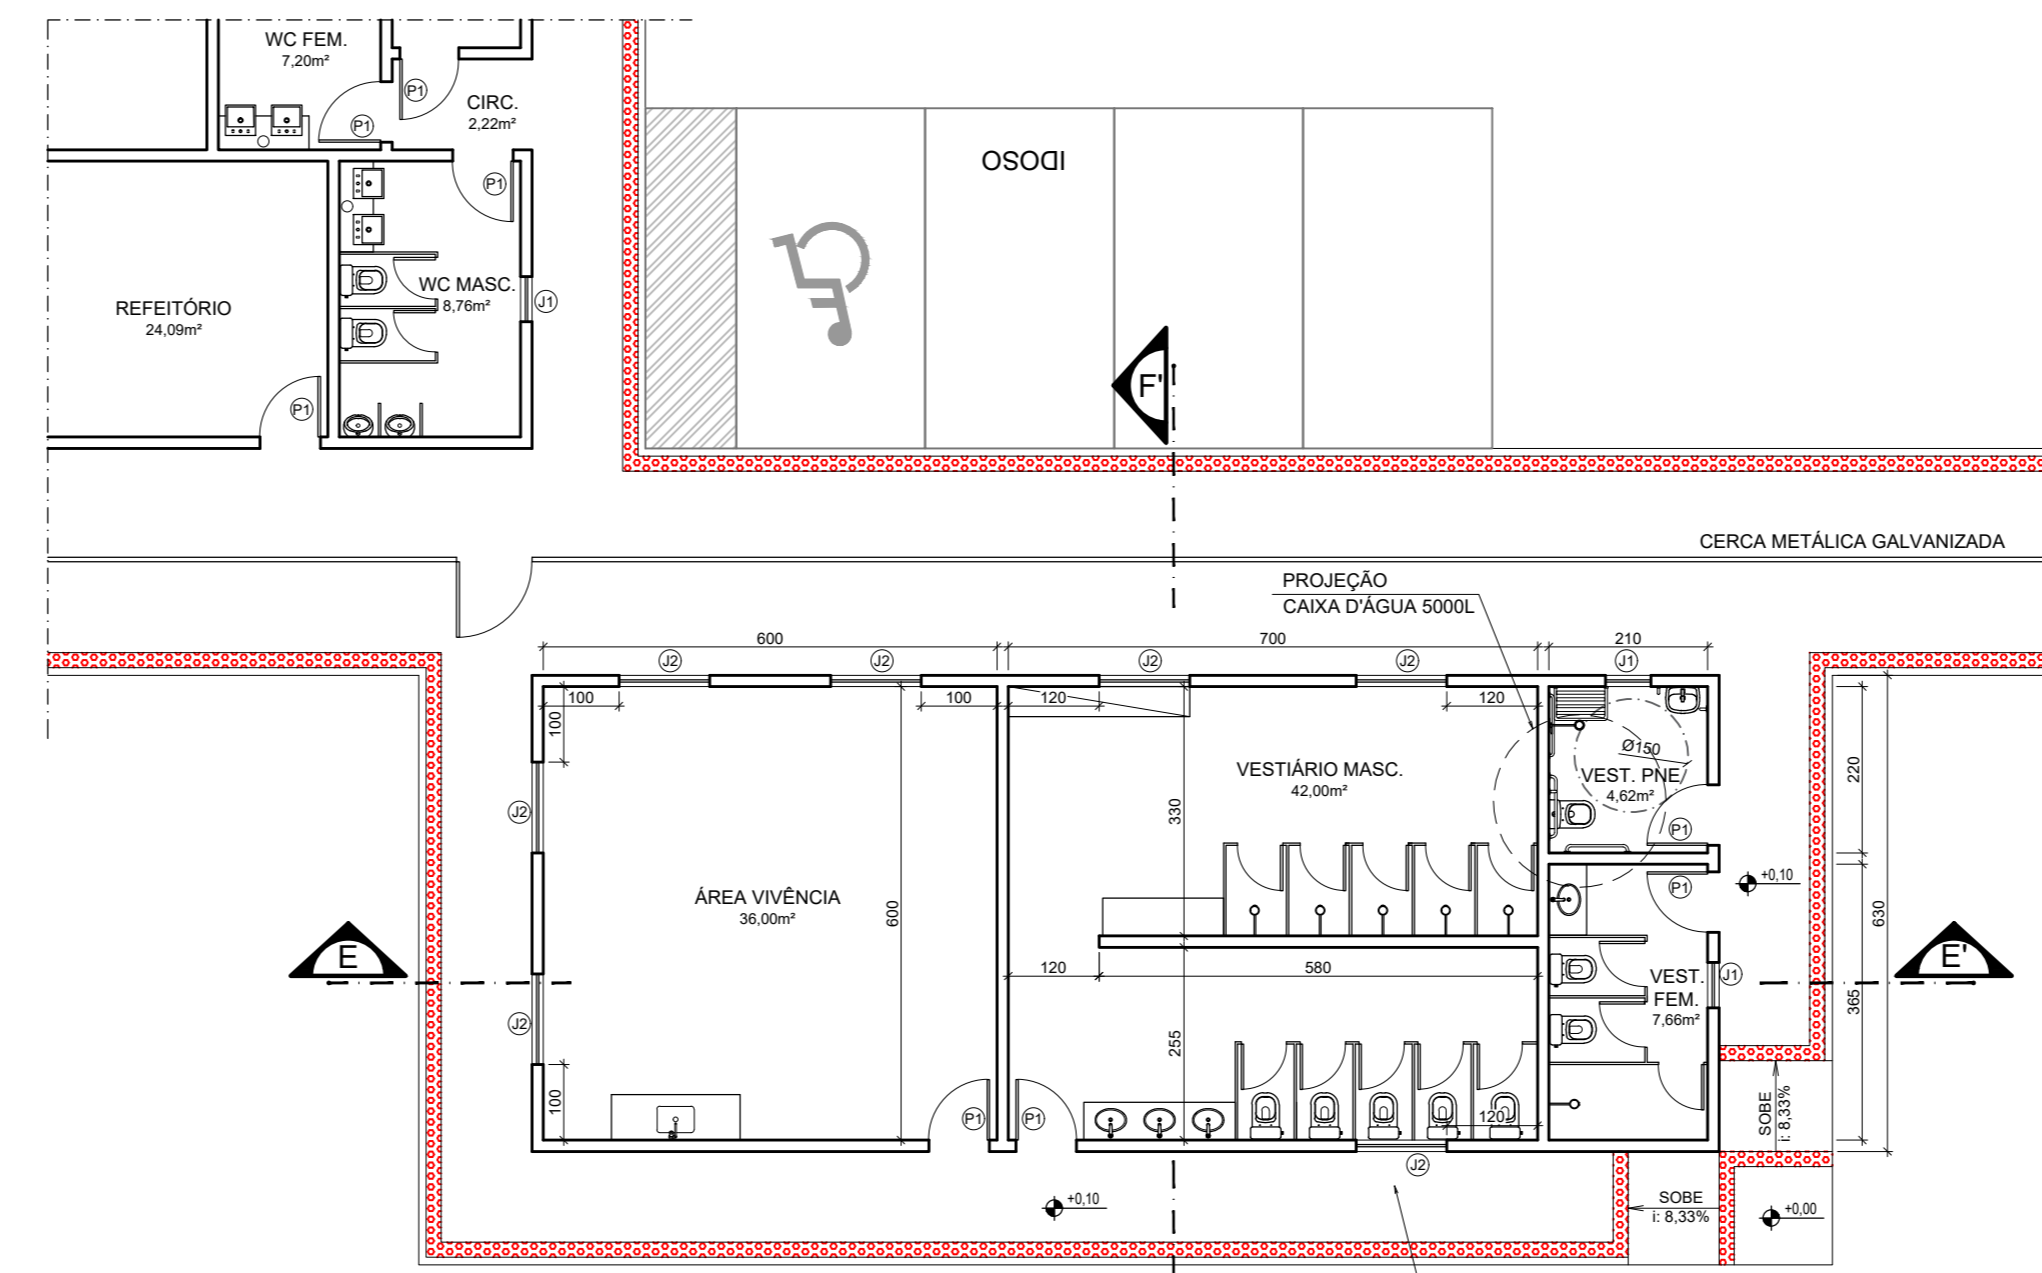 WC FEM.
7,20m²
P1
P1
CIRC.
2,22m²
P1
IDOSO
WC MASC.
8,76m²
J1
REFEITÓRIO
24,09m²
P1
F'
CERCA METÁLICA GALVANIZADA
PROJEÇÃO
CAIXA D'ÁGUA 5000L
600
700
210
J2
J2
J2
J2
J1
100
100
120
120
100
Ø150
VESTIÁRIO MASC.
42,00m²
VEST. PNE
4,62m²
220
J2
330
P1
P1
+0,10
ÁREA VIVÊNCIA
36,00m²
600
630
E
E'
120
580
J2
VEST.
FEM.
7,66m²
J1
365
255
100
P1
P1
120
SOBE
i: 8,33%
J2
+0,10
SOBE
i: 8,33%
+0,00